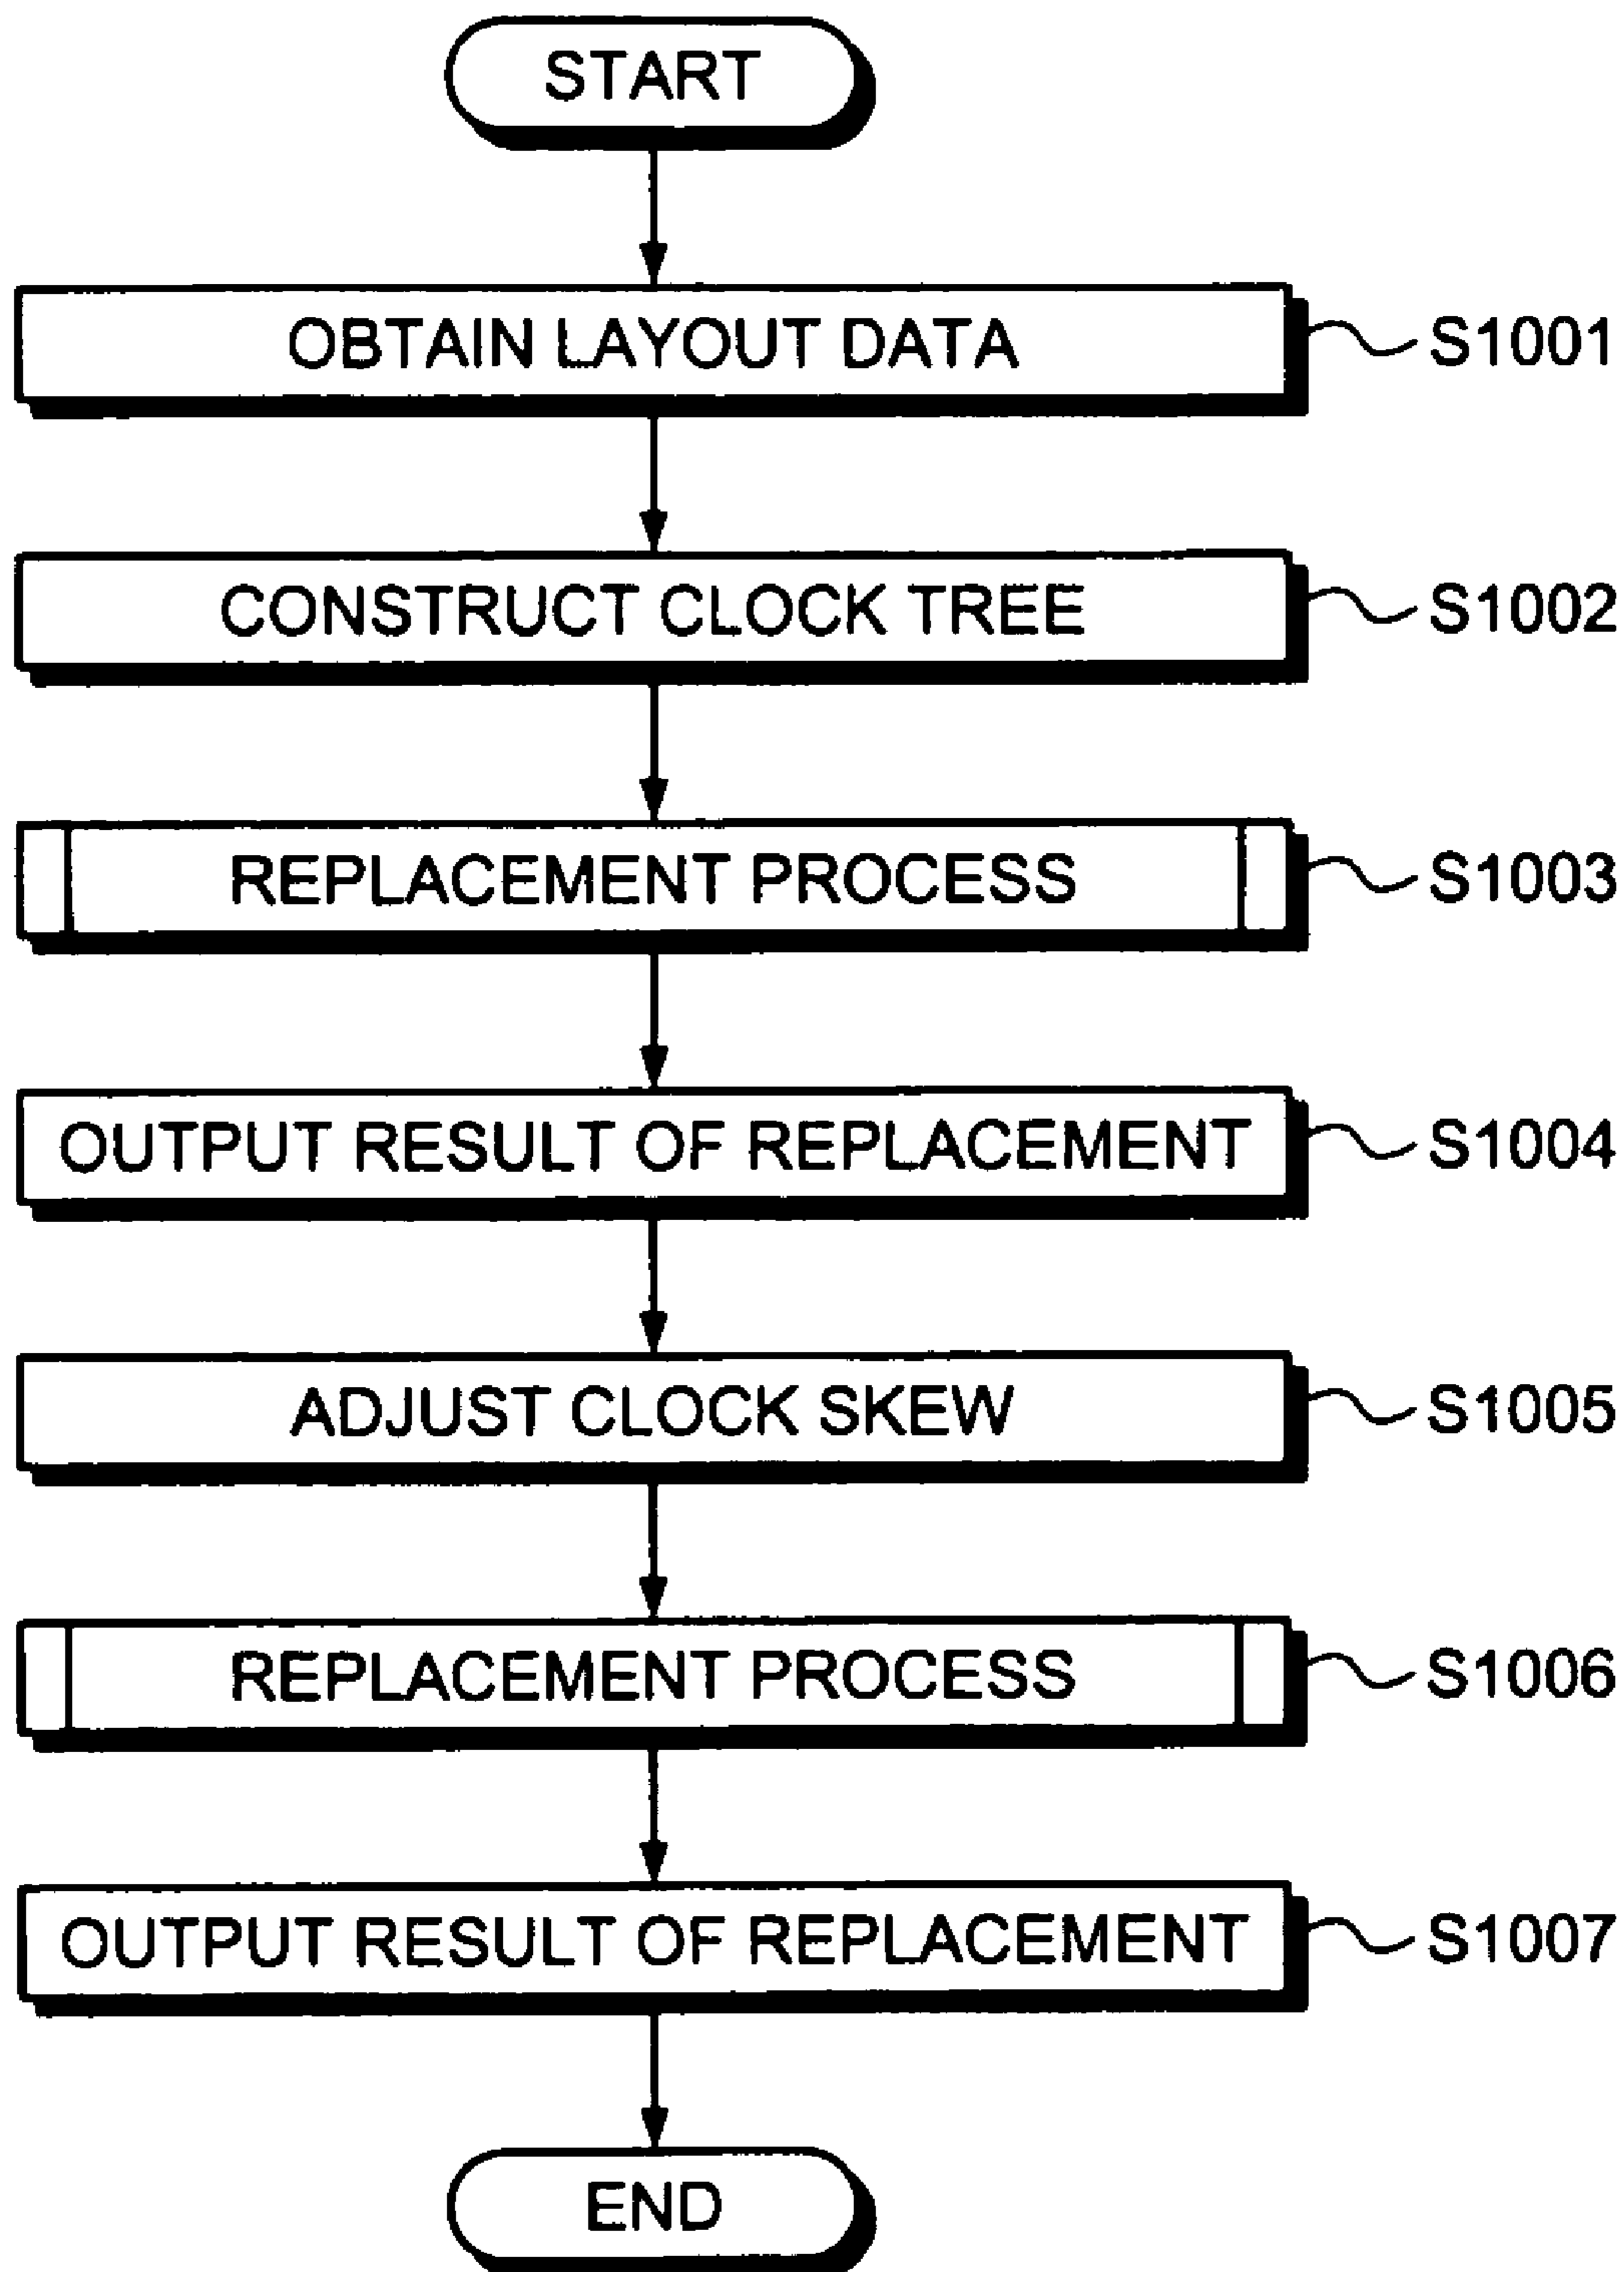 START
OBTAIN LAYOUT DATA S1001
CONSTRUCT CLOCK TREE S1002
REPLACEMENT PROCESS S1003
OUTPUT RESULT OF REPLACEMENT S1004
ADJUST CLOCK SKEW S1005
REPLACEMENT PROCESS S1006
OUTPUT RESULT OF REPLACEMENT S1007
END